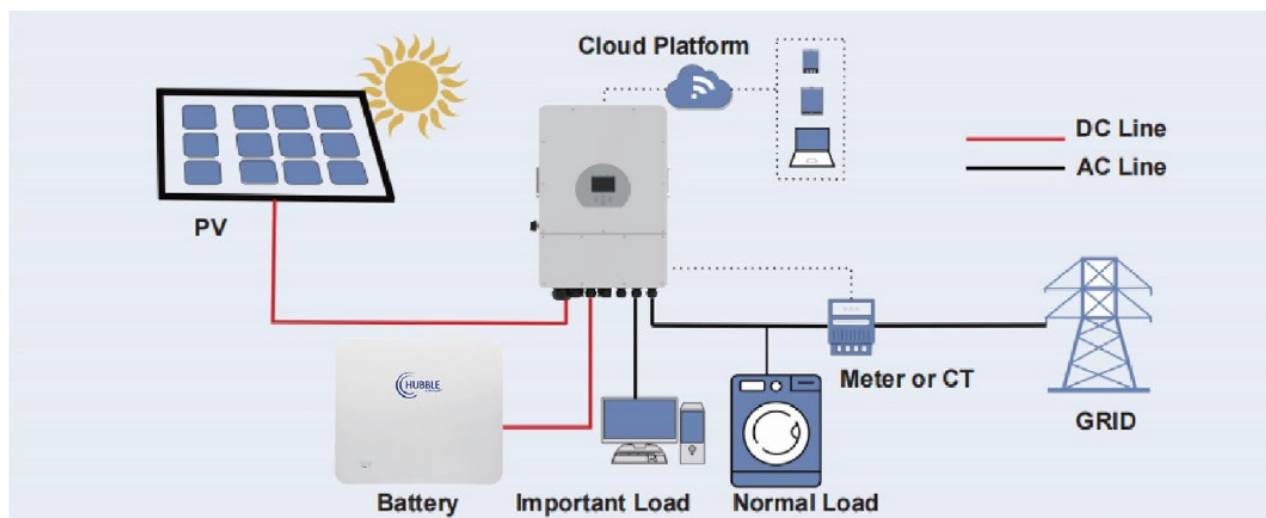 Cloud Platform
DC Line
AC Line
PV
HUBBLE
Meter or CT
GRID
Battery
Important Load
Normal Load